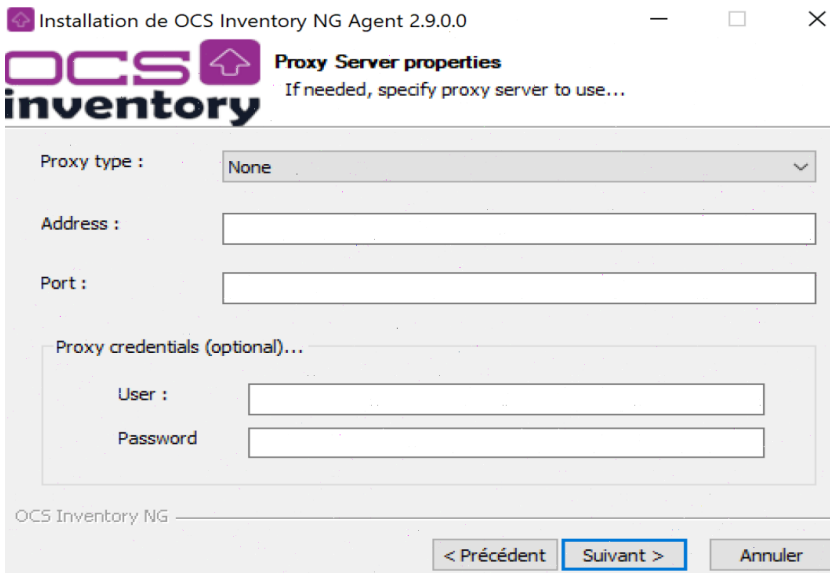 Installation de OCS Inventory NG Agent 2.9.0.0
OCS
inventory
Proxy Server properties
If needed, specify proxy server to use...
Proxy type :
None
Address :
Port :
Proxy credentials (optional)...
User :
Password
OCS Inventory NG
< Précédent
Suivant >
Annuler